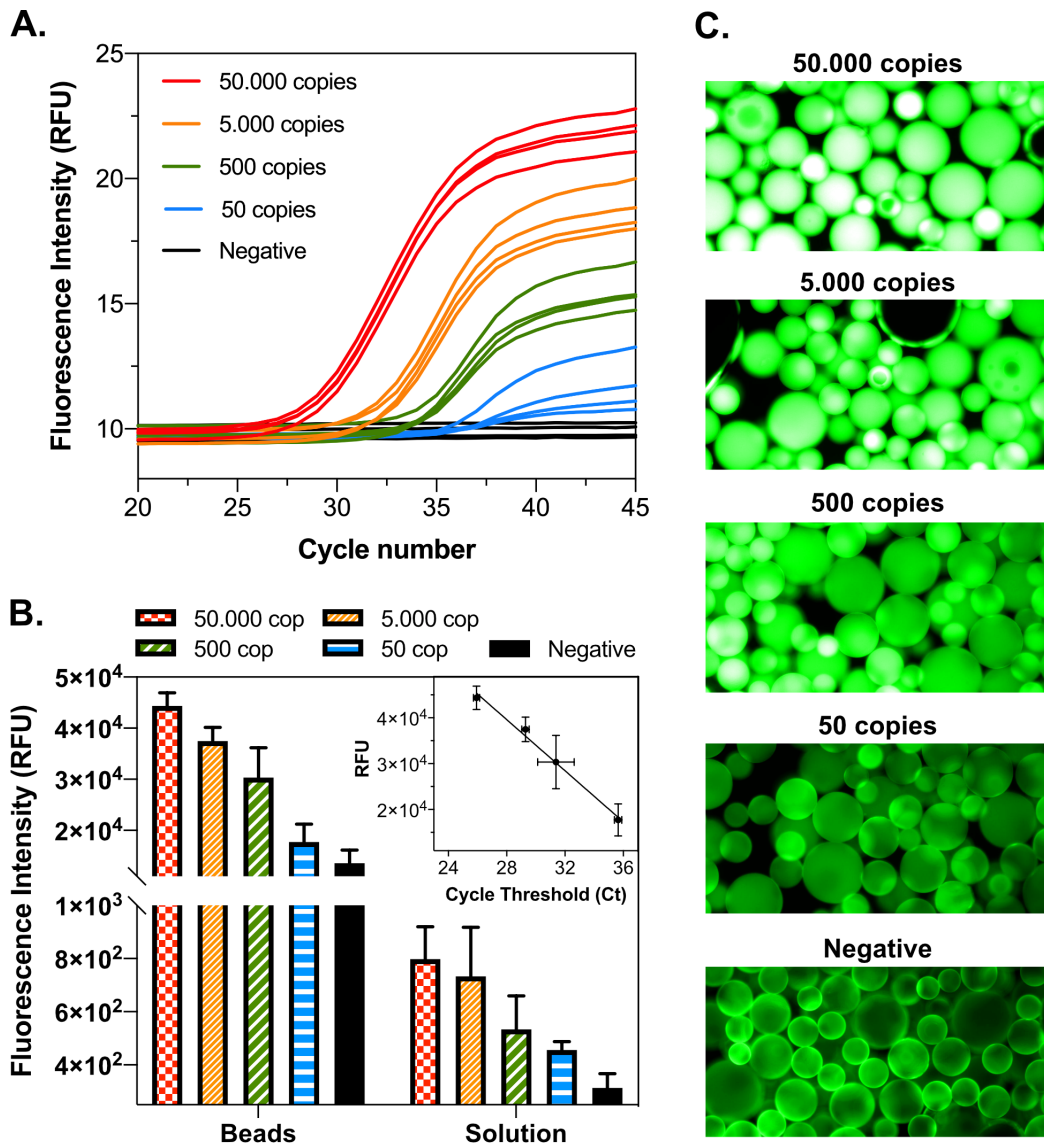 A.
25
20
15
10
Fluorescence Intensity (RFU)
50.000 copies
5.000 copies
500 copies
50 copies
Negative
20 25 30 35 40 45
Cycle number
B.
50.000 cop 5.000 cop
500 cop 50 cop Negative
5×10⁴
4×10⁴
3×10⁴
2×10⁴
1×10³
8×10²
6×10²
4×10²
Fluorescence Intensity (RFU)
Beads Solution
4×10⁴
3×10⁴
2×10⁴
RFU
24 28 32 36
Cycle Threshold (Ct)
C.
50.000 copies
5.000 copies
500 copies
50 copies
Negative